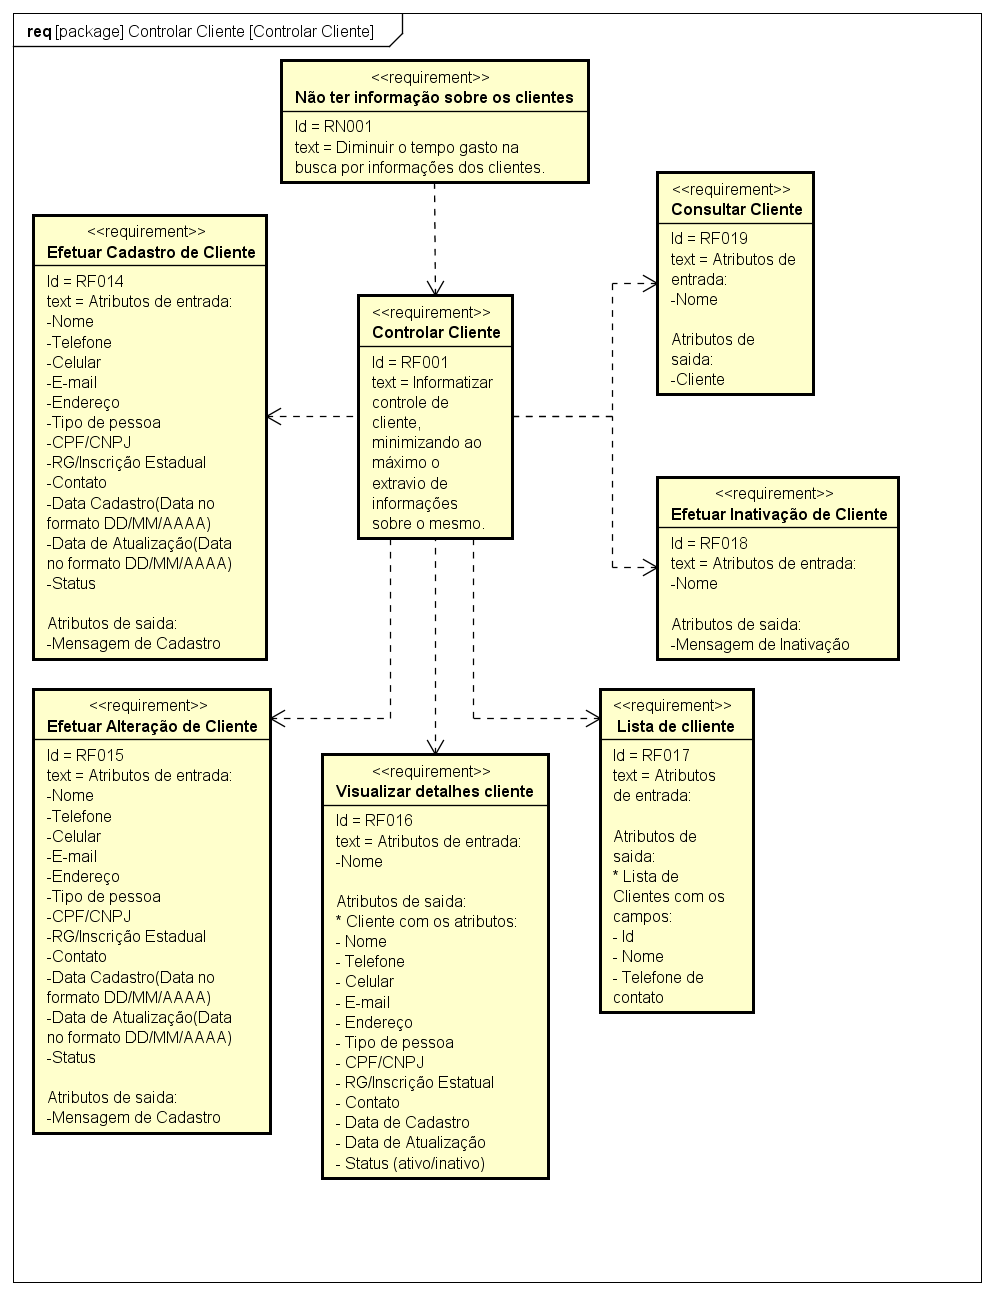 req [package] Controlar Cliente [Controlar Cliente]
<<requirement>>
Não ter informação sobre os clientes
Id = RN001
text = Diminuir o tempo gasto na
busca por informações dos clientes.
<<requirement>>
Consultar Cliente
Id = RF019
text = Atributos de
entrada:
-Nome
Atributos de
saida:
-Cliente
<<requirement>>
Efetuar Cadastro de Cliente
Id = RF014
text = Atributos de entrada:
-Nome
-Telefone
-Celular
-E-mail
-Endereço
-Tipo de pessoa
-CPF/CNPJ
-RG/Inscrição Estadual
-Contato
-Data Cadastro(Data no
formato DD/MM/AAAA)
-Data de Atualização(Data
no formato DD/MM/AAAA)
-Status
Atributos de saida:
-Mensagem de Cadastro
<<requirement>>
Controlar Cliente
Id = RF001
text = Informatizar
controle de
cliente,
minimizando ao
máximo o
extravio de
informações
sobre o mesmo.
<<requirement>>
Efetuar Inativação de Cliente
Id = RF018
text = Atributos de entrada:
-Nome
Atributos de saida:
-Mensagem de Inativação
<<requirement>>
Efetuar Alteração de Cliente
Id = RF015
text = Atributos de entrada:
-Nome
-Telefone
-Celular
-E-mail
-Endereço
-Tipo de pessoa
-CPF/CNPJ
-RG/Inscrição Estadual
-Contato
-Data Cadastro(Data no
formato DD/MM/AAAA)
-Data de Atualização(Data
no formato DD/MM/AAAA)
-Status
Atributos de saida:
-Mensagem de Cadastro
<<requirement>>
Visualizar detalhes cliente
Id = RF016
text = Atributos de entrada:
-Nome
Atributos de saida:
* Cliente com os atributos:
- Nome
- Telefone
- Celular
- E-mail
- Endereço
- Tipo de pessoa
- CPF/CNPJ
- RG/Inscrição Estatual
- Contato
- Data de Cadastro
- Data de Atualização
- Status (ativo/inativo)
<<requirement>>
Lista de clliente
Id = RF017
text = Atributos
de entrada:
Atributos de
saida:
* Lista de
Clientes com os
campos:
- Id
- Nome
- Telefone de
contato